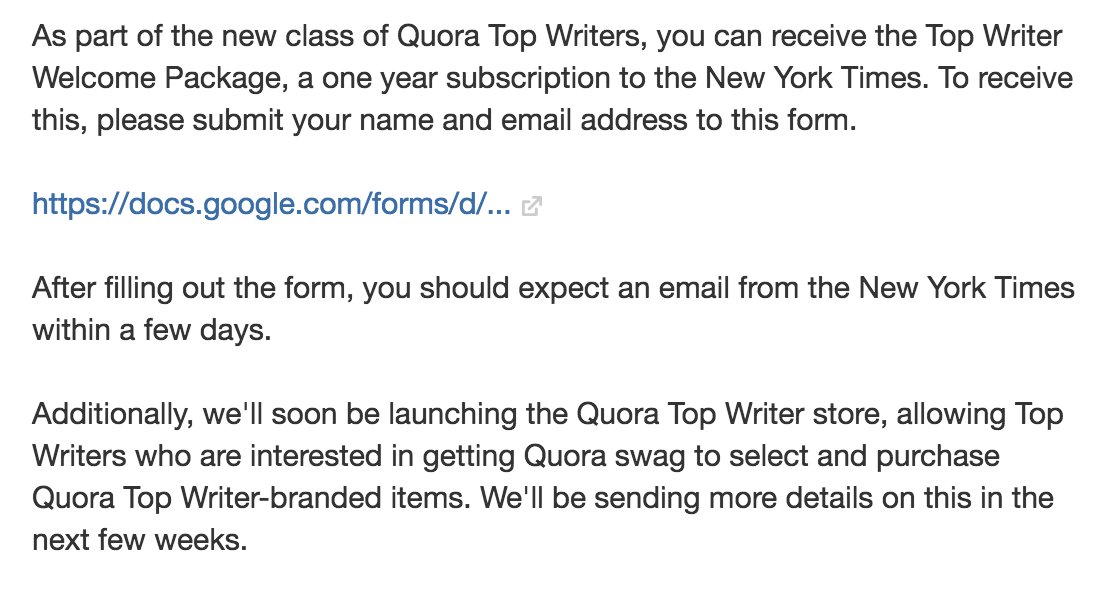 As part of the new class of Quora Top Writers, you can receive the Top Writer
Welcome Package, a one year subscription to the New York Times. To receive
this, please submit your name and email address to this form.
https://docs.google.com/forms/d/...
After filling out the form, you should expect an email from the New York Times
within a few days.
Additionally, we'll soon be launching the Quora Top Writer store, allowing Top
Writers who are interested in getting Quora swag to select and purchase
Quora Top Writer-branded items. We'll be sending more details on this in the
next few weeks.